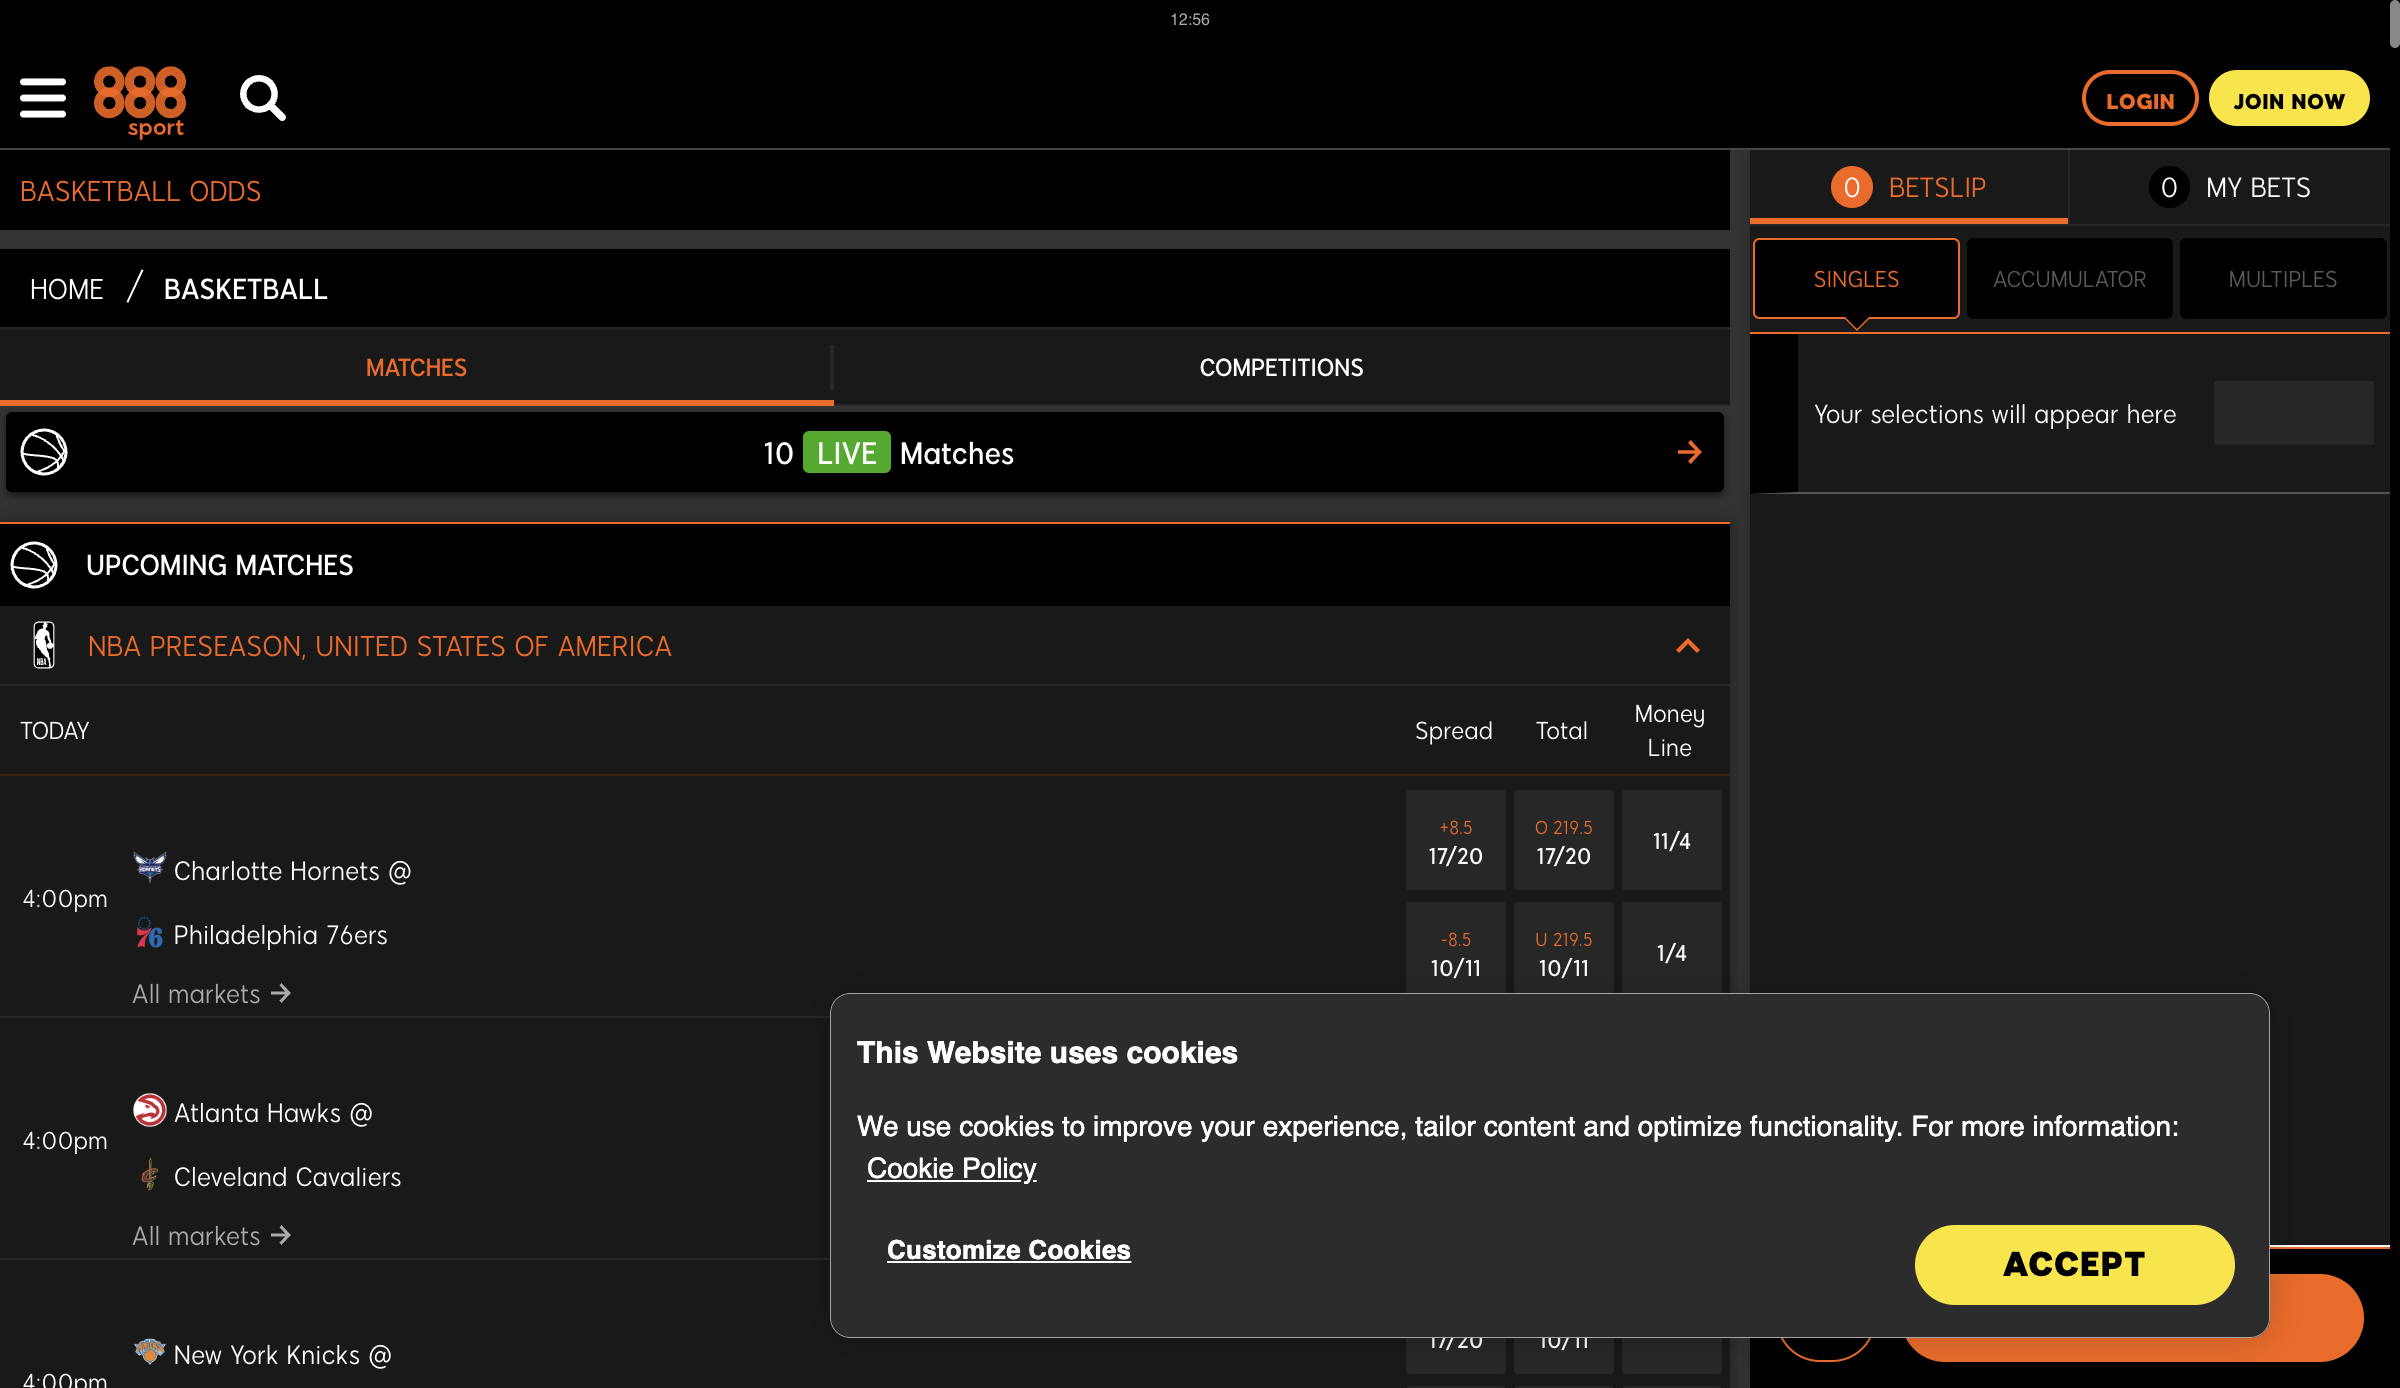 12:56
888
sport
LOGIN
JOIN NOW
BASKETBALL ODDS
0 BETSLIP
0 MY BETS
HOME / BASKETBALL
SINGLES
ACCUMULATOR
MULTIPLES
MATCHES
COMPETITIONS
Your selections will appear here
10 LIVE Matches
UPCOMING MATCHES
NBA PRESEASON, UNITED STATES OF AMERICA
TODAY
Spread
Total
Money
Line
4:00pm
Charlotte Hornets @
Philadelphia 76ers
All markets
+8.5
17/20
O 219.5
17/20
11/4
-8.5
10/11
U 219.5
10/11
1/4
4:00pm
Atlanta Hawks @
Cleveland Cavaliers
All markets
4:00pm
New York Knicks @
17/20
10/11
This Website uses cookies
We use cookies to improve your experience, tailor content and optimize functionality. For more information:
Cookie Policy
Customize Cookies
ACCEPT